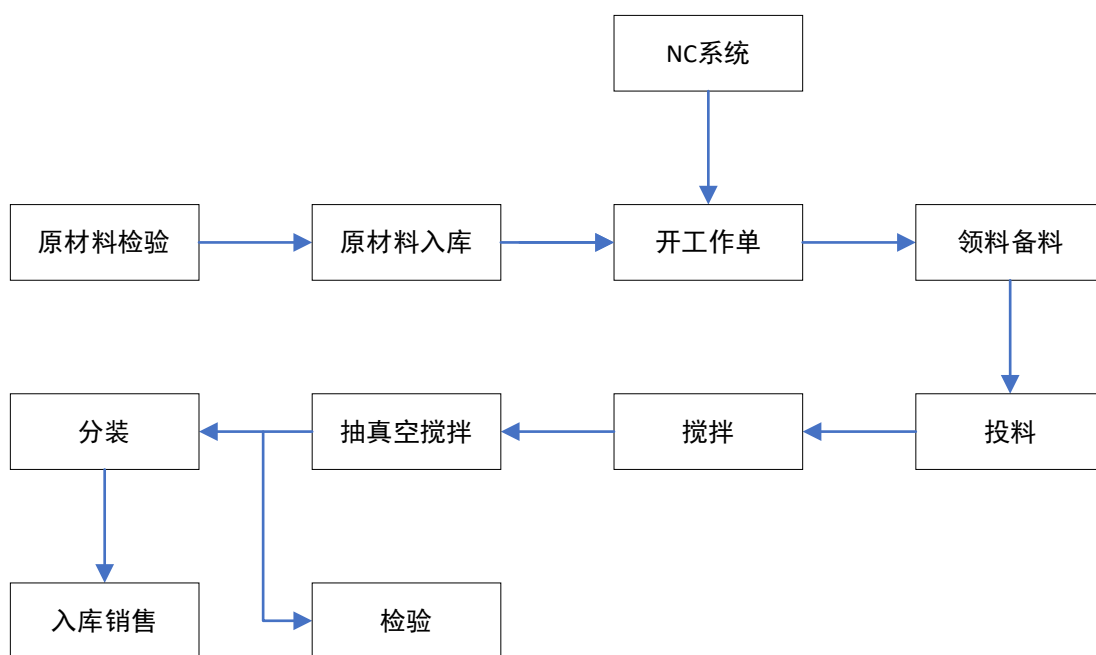 NC系统
原材料检验
原材料入库
开工作单
领料备料
分装
抽真空搅拌
搅拌
投料
入库销售
检验